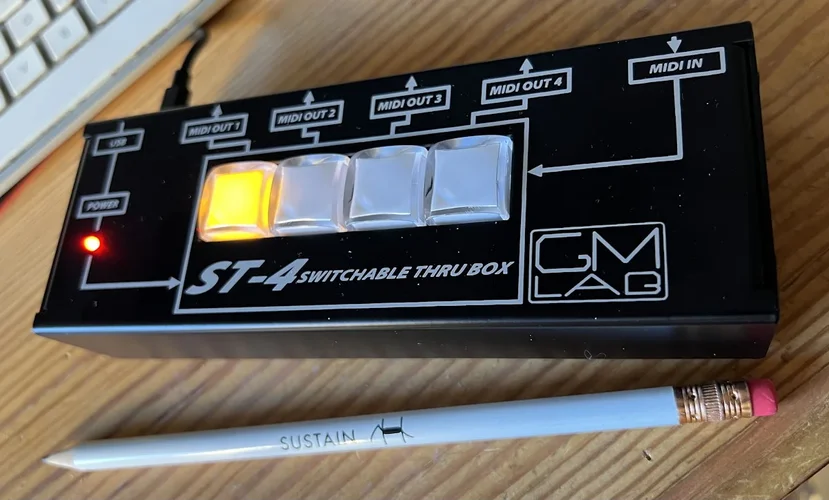 MIDI IN
MIDI OUT 4
MIDI OUT 3
MIDI OUT 2
MIDI OUT 1
USB
POWER
ST-4 SWITCHABLE THRU BOX
GM
LAB
SUSTAIN